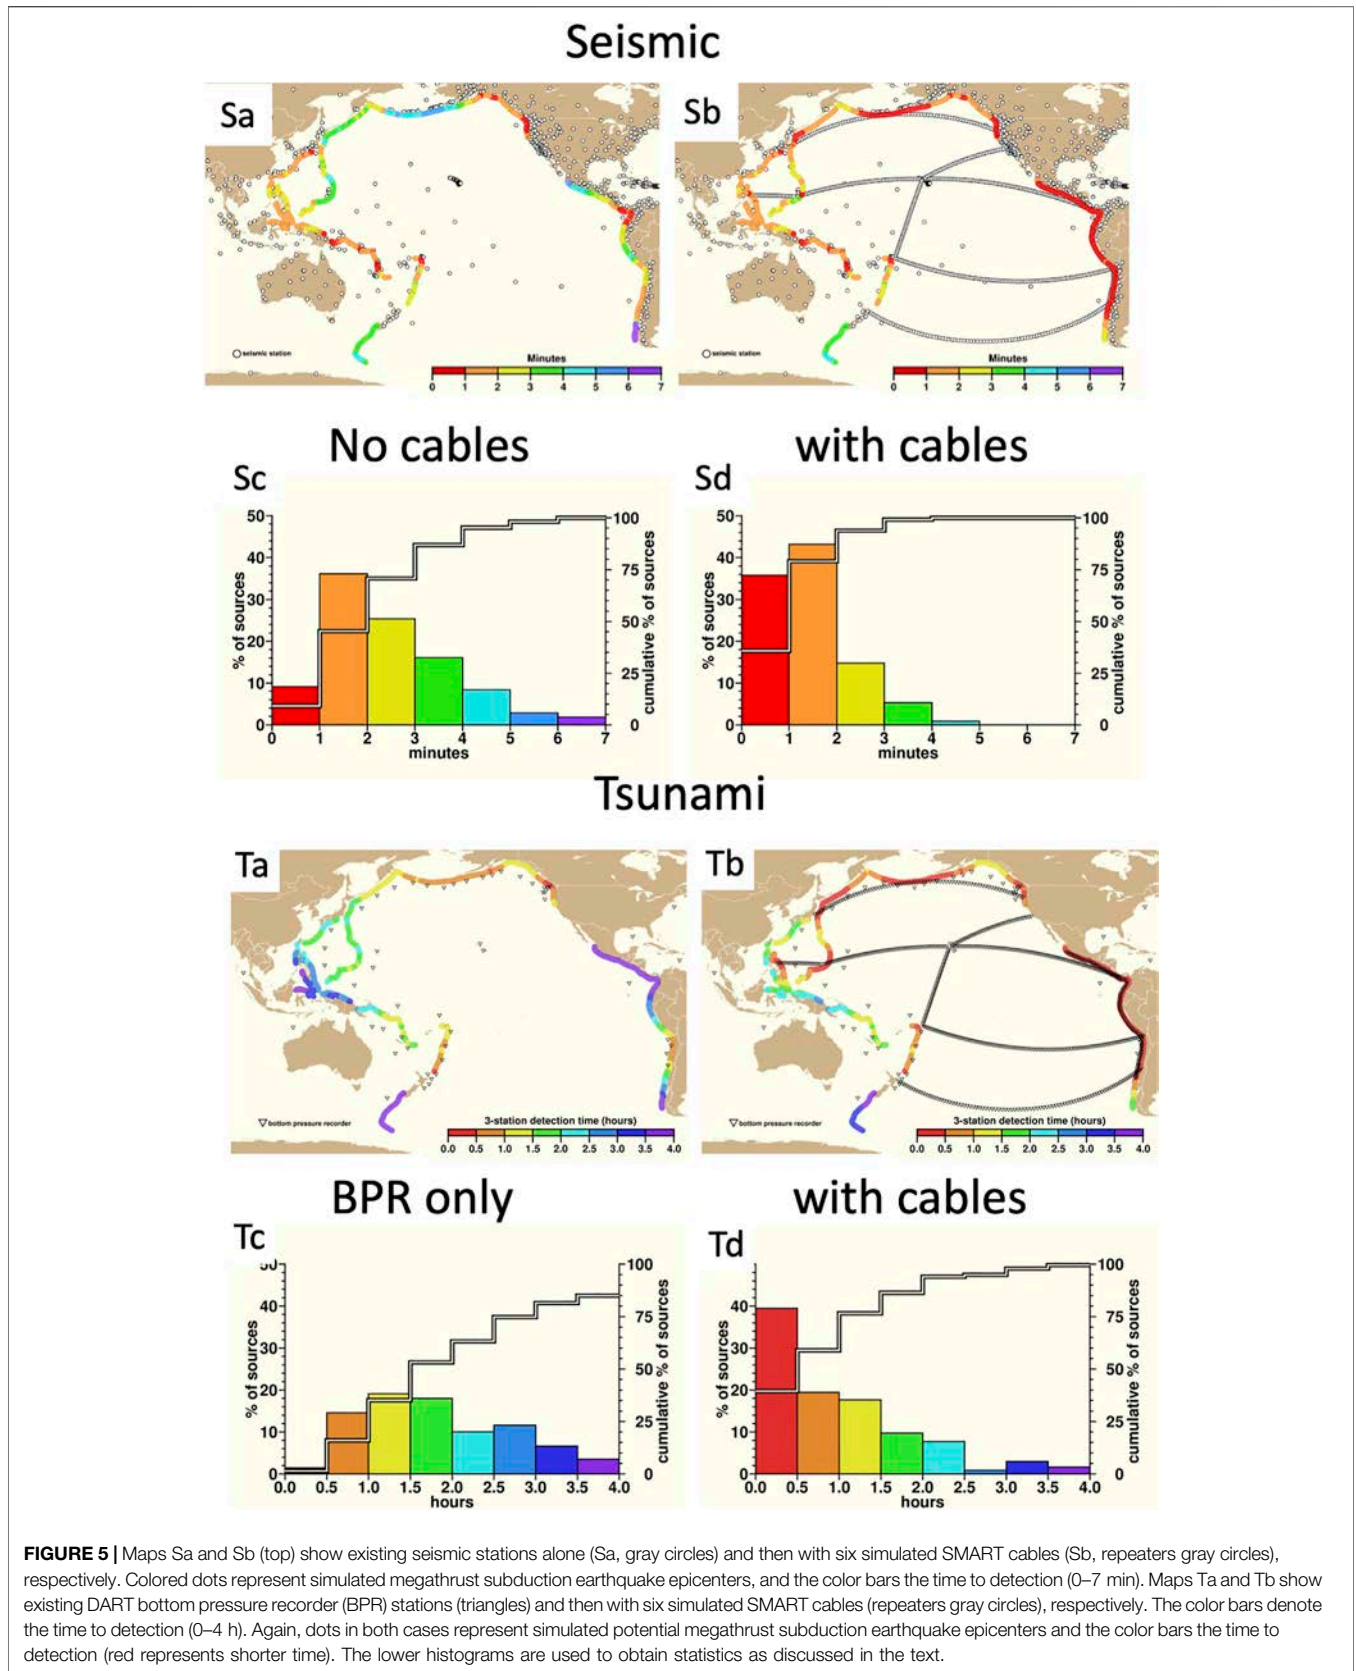 Seismic
Sa
Sb
seismic station
Minutes
0 1 2 3 4 5 6 7
seismic station
Minutes
0 1 2 3 4 5 6 7
No cables
with cables
Sc
Sd
50
40
30
20
10
0
% of sources
100
75
50
25
0
cumulative % of sources
0 1 2 3 4 5 6 7
minutes
50
40
30
20
10
0
% of sources
100
75
50
25
0
cumulative % of sources
0 1 2 3 4 5 6 7
minutes
Tsunami
Ta
Tb
bottom pressure recorder
3-station detection time (hours)
0.0 0.5 1.0 1.5 2.0 2.5 3.0 3.5 4.0
bottom pressure recorder
3-station detection time (hours)
0.0 0.5 1.0 1.5 2.0 2.5 3.0 3.5 4.0
BPR only
with cables
Tc
Td
50
40
30
20
10
0
% of sources
100
75
50
25
0
cumulative % of sources
0.0 0.5 1.0 1.5 2.0 2.5 3.0 3.5 4.0
hours
40
30
20
10
0
% of sources
100
75
50
25
0
cumulative % of sources
0.0 0.5 1.0 1.5 2.0 2.5 3.0 3.5 4.0
hours
FIGURE 5 | Maps Sa and Sb (top) show existing seismic stations alone (Sa, gray circles) and then with six simulated SMART cables (Sb, repeaters gray circles),
respectively. Colored dots represent simulated megathrust subduction earthquake epicenters, and the color bars the time to detection (0–7 min). Maps Ta and Tb show
existing DART bottom pressure recorder (BPR) stations (triangles) and then with six simulated SMART cables (repeaters gray circles), respectively. The color bars denote
the time to detection (0–4 h). Again, dots in both cases represent simulated potential megathrust subduction earthquake epicenters and the color bars the time to
detection (red represents shorter time). The lower histograms are used to obtain statistics as discussed in the text.